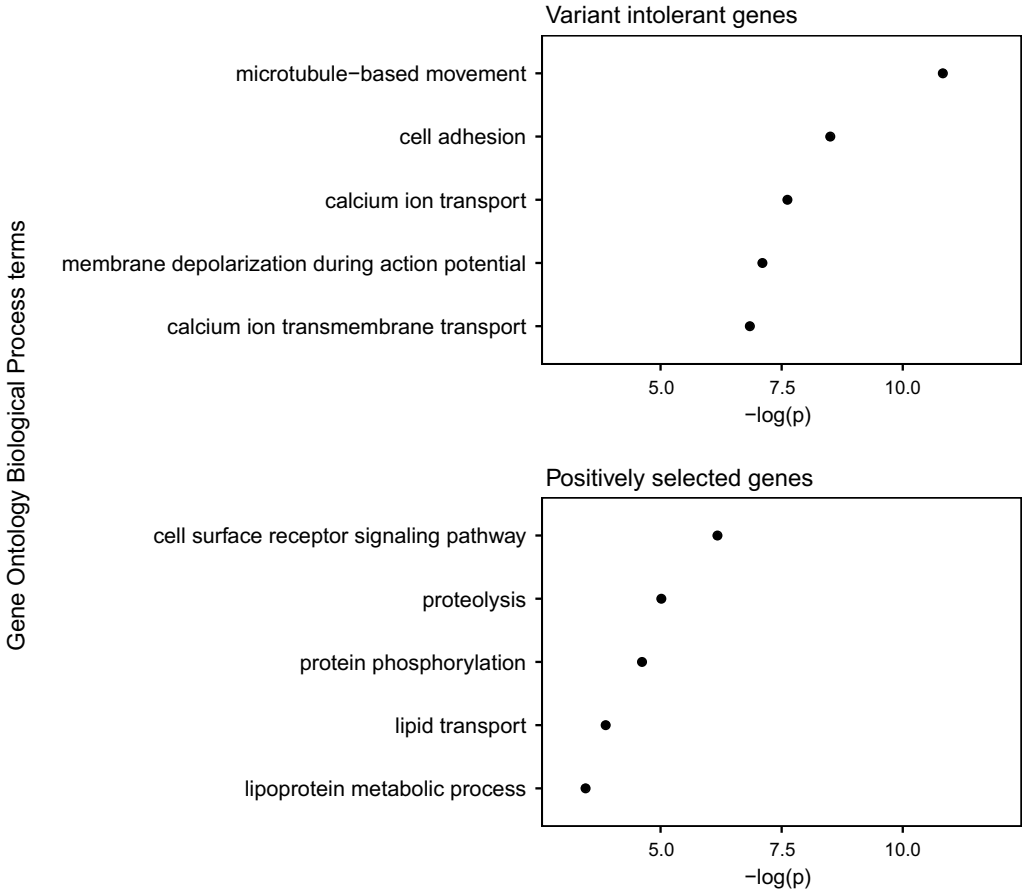 Gene Ontology Biological Process terms
Variant intolerant genes
microtubule−based movement
cell adhesion
calcium ion transport
membrane depolarization during action potential
calcium ion transmembrane transport
5.0 7.5 10.0
−log(p)
Positively selected genes
cell surface receptor signaling pathway
proteolysis
protein phosphorylation
lipid transport
lipoprotein metabolic process
5.0 7.5 10.0
−log(p)